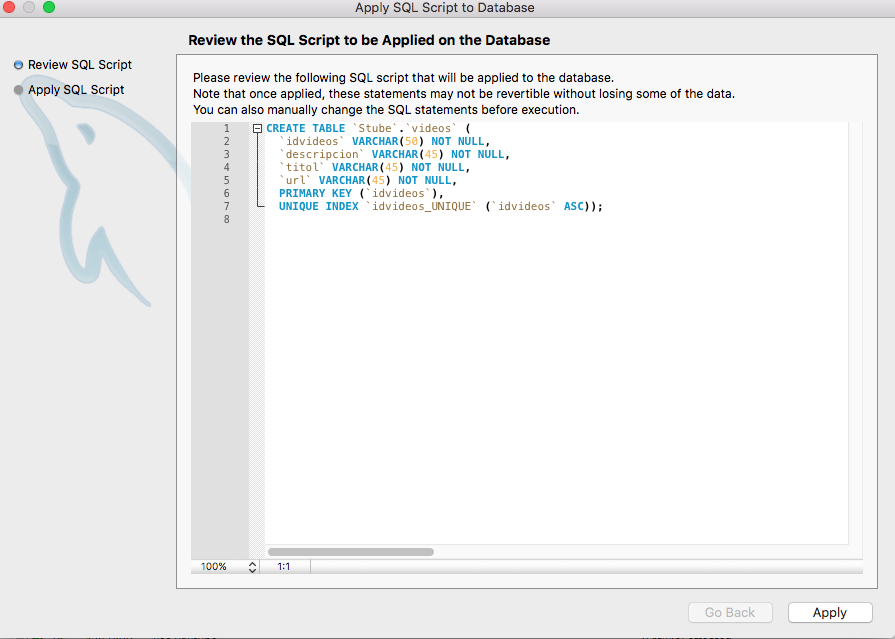 Apply SQL Script to Database
Review the SQL Script to be Applied on the Database
Review SQL Script
Apply SQL Script
Please review the following SQL script that will be applied to the database.
Note that once applied, these statements may not be revertible without losing some of the data.
You can also manually change the SQL statements before execution.
1 CREATE TABLE `Stube`.`videos` (
2 `idvideos` VARCHAR(50) NOT NULL,
3 `descripcion` VARCHAR(45) NOT NULL,
4 `titol` VARCHAR(45) NOT NULL,
5 `url` VARCHAR(45) NOT NULL,
6 PRIMARY KEY (`idvideos`),
7 UNIQUE INDEX `idvideos_UNIQUE` (`idvideos` ASC));
8
100% 1:1
Go Back Apply